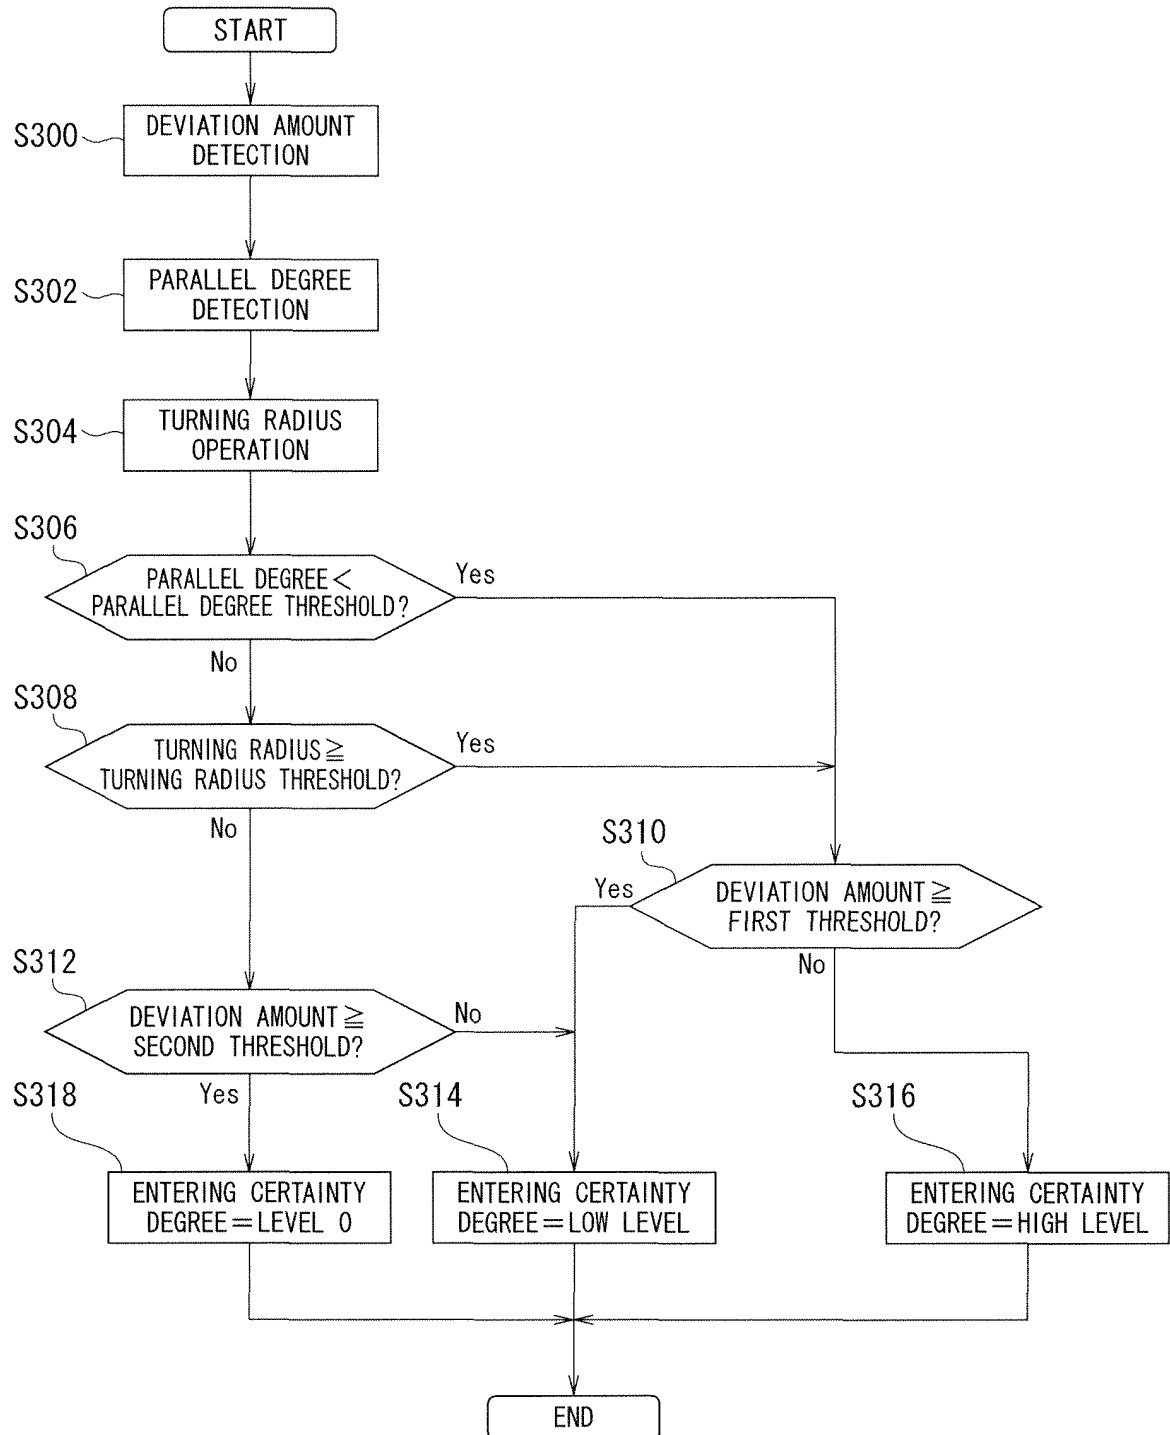 START
S300
DEVIATION AMOUNT
DETECTION
S302
PARALLEL DEGREE
DETECTION
S304
TURNING RADIUS
OPERATION
S306
PARALLEL DEGREE<
PARALLEL DEGREE THRESHOLD?
Yes
No
S308
TURNING RADIUS≧
TURNING RADIUS THRESHOLD?
Yes
No
S310
DEVIATION AMOUNT≧
FIRST THRESHOLD?
Yes
No
S312
DEVIATION AMOUNT≧
SECOND THRESHOLD?
No
Yes
S318
ENTERING CERTAINTY
DEGREE=LEVEL 0
S314
ENTERING CERTAINTY
DEGREE=LOW LEVEL
S316
ENTERING CERTAINTY
DEGREE=HIGH LEVEL
END